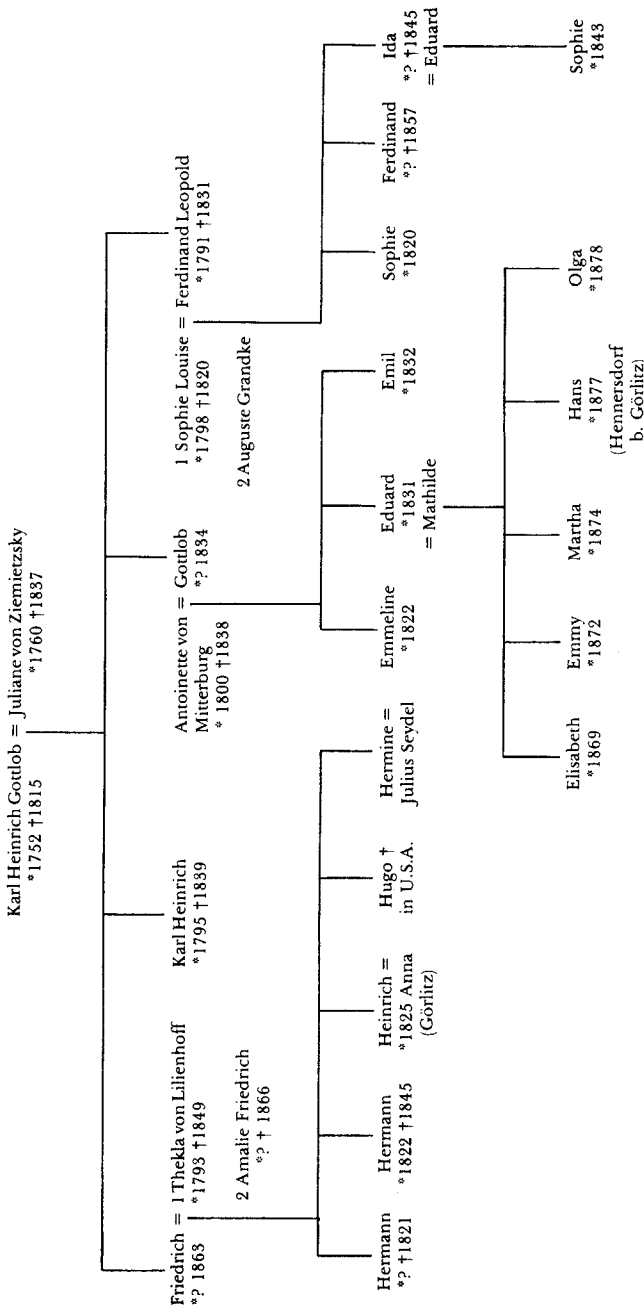 Karl Heinrich Gottlob = Juliane von Ziemietzsky
*1752 †1815 *1760 †1837
Friedrich = 1 Thekla von Lilienhoff
*? 1863 *1793 †1849
2 Amalie Friedrich
*? † 1866
Karl Heinrich
*1795 †1839
Antoinette von = Gottlob
Mitterburg *? 1834
* 1800 †1838
1 Sophie Louise = Ferdinand Leopold
*1798 †1820 *1791 †1831
2 Auguste Grandke
Hermann
*? †1821
Hermann
*1822 †1845
Heinrich =
*1825 Anna
(Görlitz)
Hugo †
in U.S.A.
Hermine =
Julius Seydel
Emmeline
*1822
Eduard
*1831
= Mathilde
Emil
*1832
Sophie
*1820
Ferdinand
*? †1857
Ida
*? †1845
= Eduard
Elisabeth
*1869
Emmy
*1872
Martha
*1874
Hans
*1877
(Hennersdorf
b. Görlitz)
Olga
*1878
Sophie
*1843